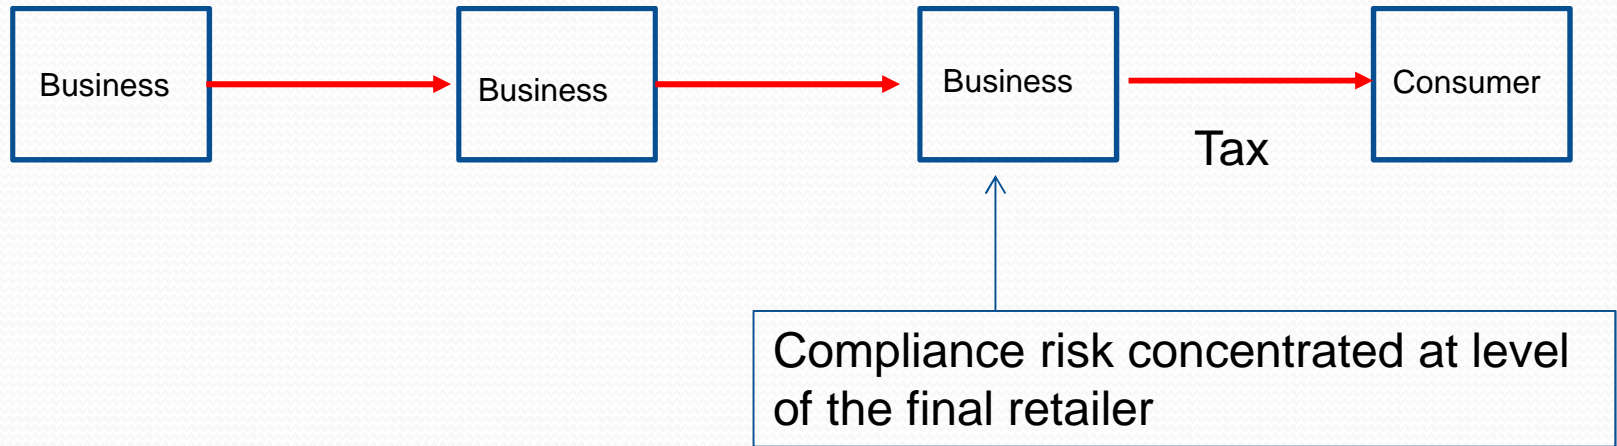 Business
Business
Business
Consumer
Tax
Compliance risk concentrated at level
of the final retailer